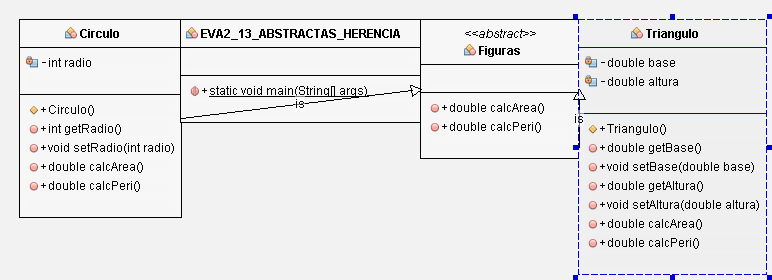 Circulo
- int radio
+ Circulo()
+ int getRadio()
+ void setRadio(int radio)
+ double calcArea()
+ double calcPeri()
EVA2_13_ABSTRACTAS_HERENCIA
+ static void main(String[] args)
is
<<abstract>>
Figuras
+ double calcArea()
+ double calcPeri()
is
Triangulo
- double base
- double altura
+ Triangulo()
+ double getBase()
+ void setBase(double base)
+ double getAltura()
+ void setAltura(double altura)
+ double calcArea()
+ double calcPeri()